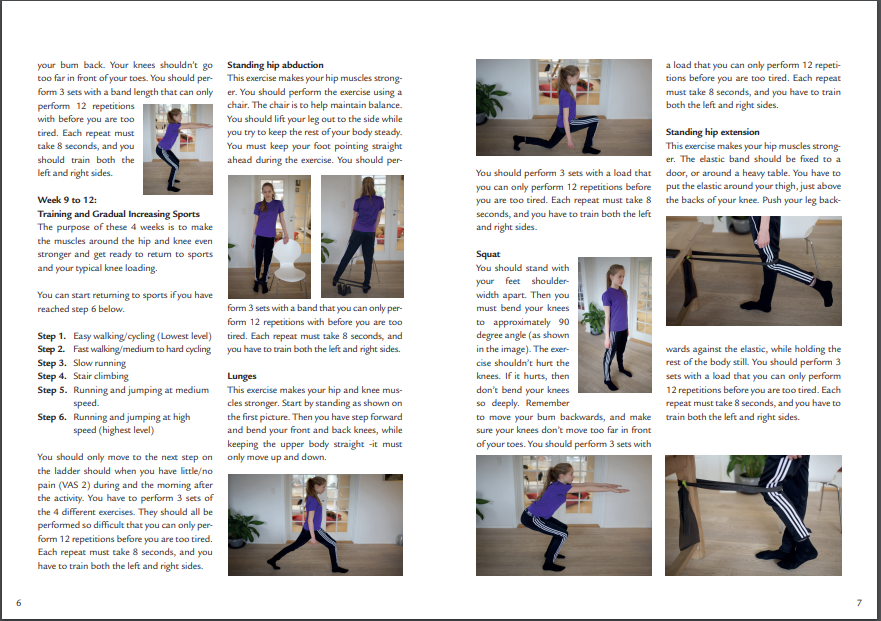 your bum back. Your knees shouldn't go
too far in front of your toes. You should per-
form 3 sets with a band length that can only
perform 12 repetitions
with before you are too
tired. Each repeat must
take 8 seconds, and you
should train both the
left and right sides.
Week 9 to 12:
Training and Gradual Increasing Sports
The purpose of these 4 weeks is to make
the muscles around the hip and knee even
stronger and get ready to return to sports
and your typical knee loading.
You can start returning to sports if you have
reached step 6 below.
Step 1. Easy walking/cycling (Lowest level)
Step 2. Fast walking/medium to hard cycling
Step 3. Slow running
Step 4. Stair climbing
Step 5. Running and jumping at medium
speed.
Step 6. Running and jumping at high
speed (highest level)
You should only move to the next step on
the ladder should when you have little/no
pain (VAS 2) during and the morning after
the activity. You have to perform 3 sets of
the 4 different exercises. They should all be
performed so difficult that you can only per-
form 12 repetitions before you are too tired.
Each repeat must take 8 seconds, and you
have to train both the left and right sides.
Standing hip abduction
This exercise makes your hip muscles strong-
er. You should perform the exercise using a
chair. The chair is to help maintain balance.
You should lift your leg out to the side while
you try to keep the rest of your body steady.
You must keep your foot pointing straight
ahead during the exercise. You should per-
form 3 sets with a band that you can only per-
form 12 repetitions with before you are too
tired. Each repeat must take 8 seconds, and
you have to train both the left and right sides.
Lunges
This exercise makes your hip and knee mus-
cles stronger. Start by standing as shown on
the first picture. Then you have step forward
and bend your front and back knees, while
keeping the upper body straight -it must
only move up and down.
6
You should perform 3 sets with a load that
you can only perform 12 repetitions before
you are too tired. Each repeat must take 8
seconds, and you have to train both the left
and right sides.
Squat
You should stand with
your feet shoulder-
width apart. Then you
must bend your knees
to approximately 90
degree angle (as shown
in the image). The exer-
cise shouldn't hurt the
knees. If it hurts, then
don't bend your knees
so deeply. Remember
to move your bum backwards, and make
sure your knees don't move too far in front
of your toes. You should perform 3 sets with
a load that you can only perform 12 repeti-
tions before you are too tired. Each repeat
must take 8 seconds, and you have to train
both the left and right sides.
Standing hip extension
This exercise makes your hip muscles strong-
er. The elastic band should be fixed to a
door, or around a heavy table. You have to
put the elastic around your thigh, just above
the backs of your knee. Push your leg back-
wards against the elastic, while holding the
rest of the body still. You should perform 3
sets with a load that you can only perform
12 repetitions before you are too tired. Each
repeat must take 8 seconds, and you have to
train both the left and right sides.
7